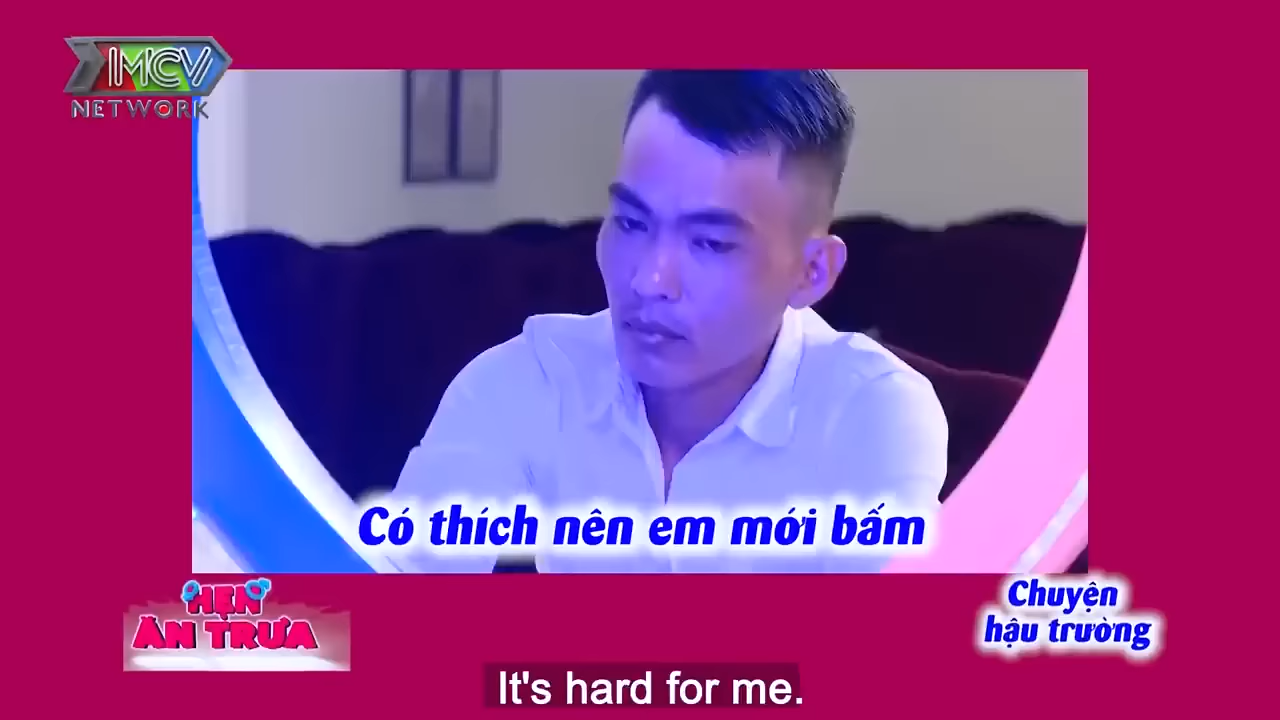 MCV
NETWORK
Có thích nên em mới bấm
HẸN
ĂN TRƯA
Chuyện
hậu trường
It's hard for me.